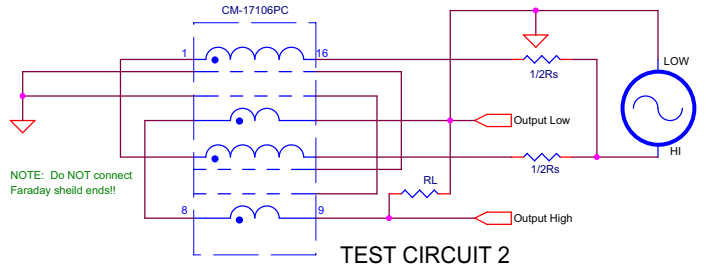 CM-17106PC
1
16
1/2Rs
LOW
Output Low
HI
1/2Rs
NOTE: Do NOT connect
Faraday sheild ends!!
RL
8
9
Output High
TEST CIRCUIT 2